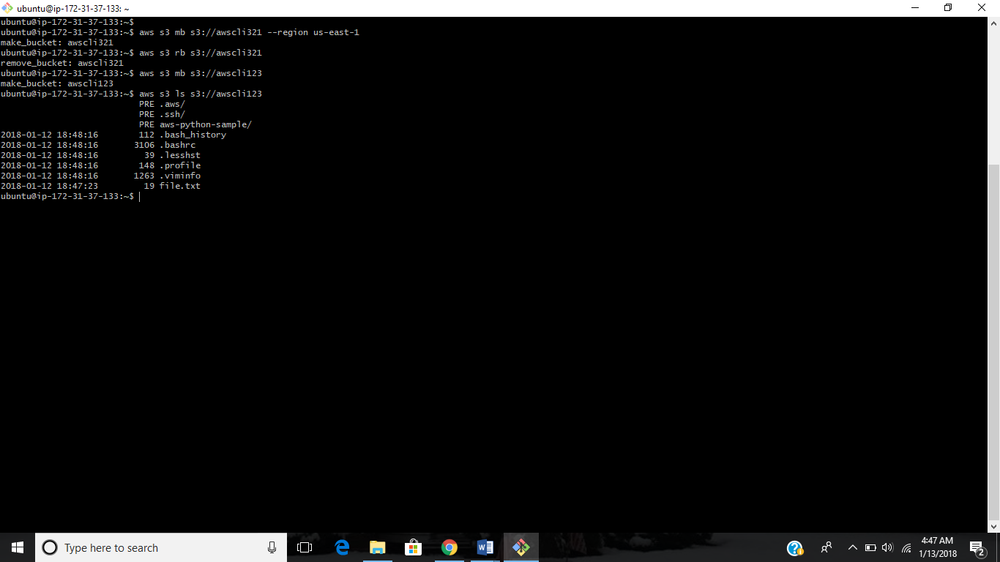 ubuntu@ip-172-31-37-133: ~
ubuntu@ip-172-31-37-133:~$
ubuntu@ip-172-31-37-133:~$ aws s3 mb s3://awscli321 --region us-east-1
make_bucket: awscli321
ubuntu@ip-172-31-37-133:~$ aws s3 rb s3://awscli321
remove_bucket: awscli321
ubuntu@ip-172-31-37-133:~$ aws s3 mb s3://awscli123
make_bucket: awscli123
ubuntu@ip-172-31-37-133:~$ aws s3 ls s3://awscli123
                           PRE .aws/
                           PRE .ssh/
                           PRE aws-python-sample/
2018-01-12 18:48:16        112 .bash_history
2018-01-12 18:48:16       3106 .bashrc
2018-01-12 18:48:16         39 .lesshst
2018-01-12 18:48:16        148 .profile
2018-01-12 18:48:16       1263 .viminfo
2018-01-12 18:47:23         19 file.txt
ubuntu@ip-172-31-37-133:~$
Type here to search
4:47 AM
1/13/2018
2